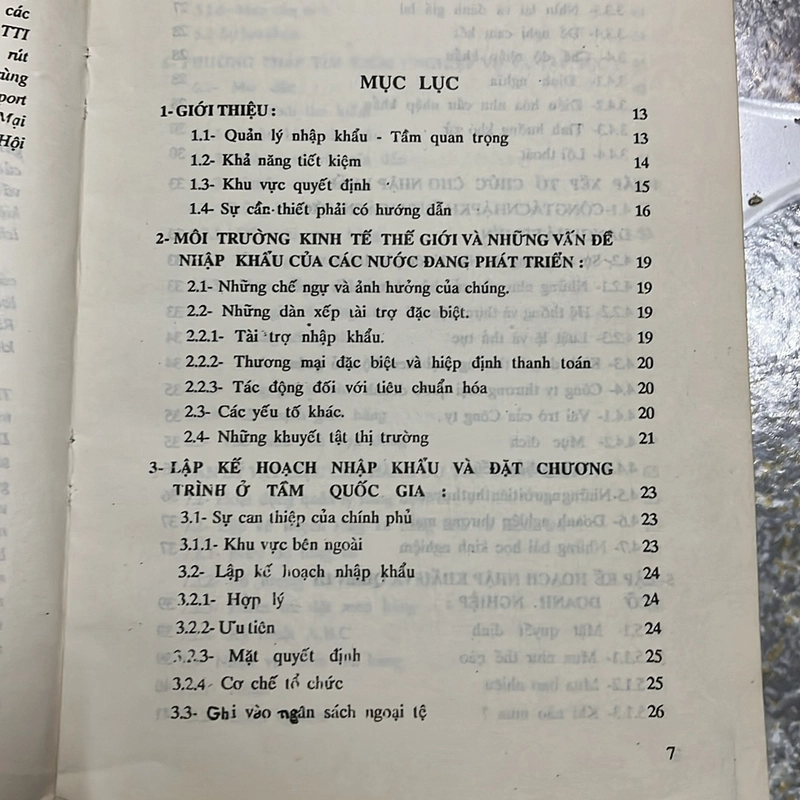 các
TTI
rút
cùng
port
Mại
Hội
MỤC LỤC
1- GIỚI THIỆU : 13
1.1- Quản lý nhập khẩu - Tầm quan trọng 13
1.2- Khả năng tiết kiệm 14
1.3- Khu vực quyết định 15
1.4- Sự cần thiết phải có hướng dẫn 16
2- MÔI TRƯỜNG KINH TẾ THẾ GIỚI VÀ NHỮNG VẤN ĐỀ
NHẬP KHẨU CỦA CÁC NƯỚC ĐANG PHÁT TRIỂN : 19
2.1- Những chế ngự và ảnh hưởng của chúng. 19
2.2- Những dàn xếp tài trợ đặc biệt. 19
2.2.1- Tài trợ nhập khẩu. 19
2.2.2- Thương mại đặc biệt và hiệp định thanh toán 20
2.2.3- Tác động đối với tiêu chuẩn hóa 20
2.3- Các yếu tố khác. 20
2.4- Những khuyết tật thị trường 21
3- LẬP KẾ HOẠCH NHẬP KHẨU VÀ ĐẶT CHƯƠNG
TRÌNH Ở TẦM QUỐC GIA : 23
3.1- Sự can thiệp của chính phủ 23
3.1.1- Khu vực bên ngoài 23
3.2- Lập kế hoạch nhập khẩu 24
3.2.1- Hợp lý 24
3.2.2- Ưu tiên 24
3.2.3- Mặt quyết định 25
3.2.4- Cơ chế tổ chức 25
3.3- Ghi vào ngân sách ngoại tệ 26
7